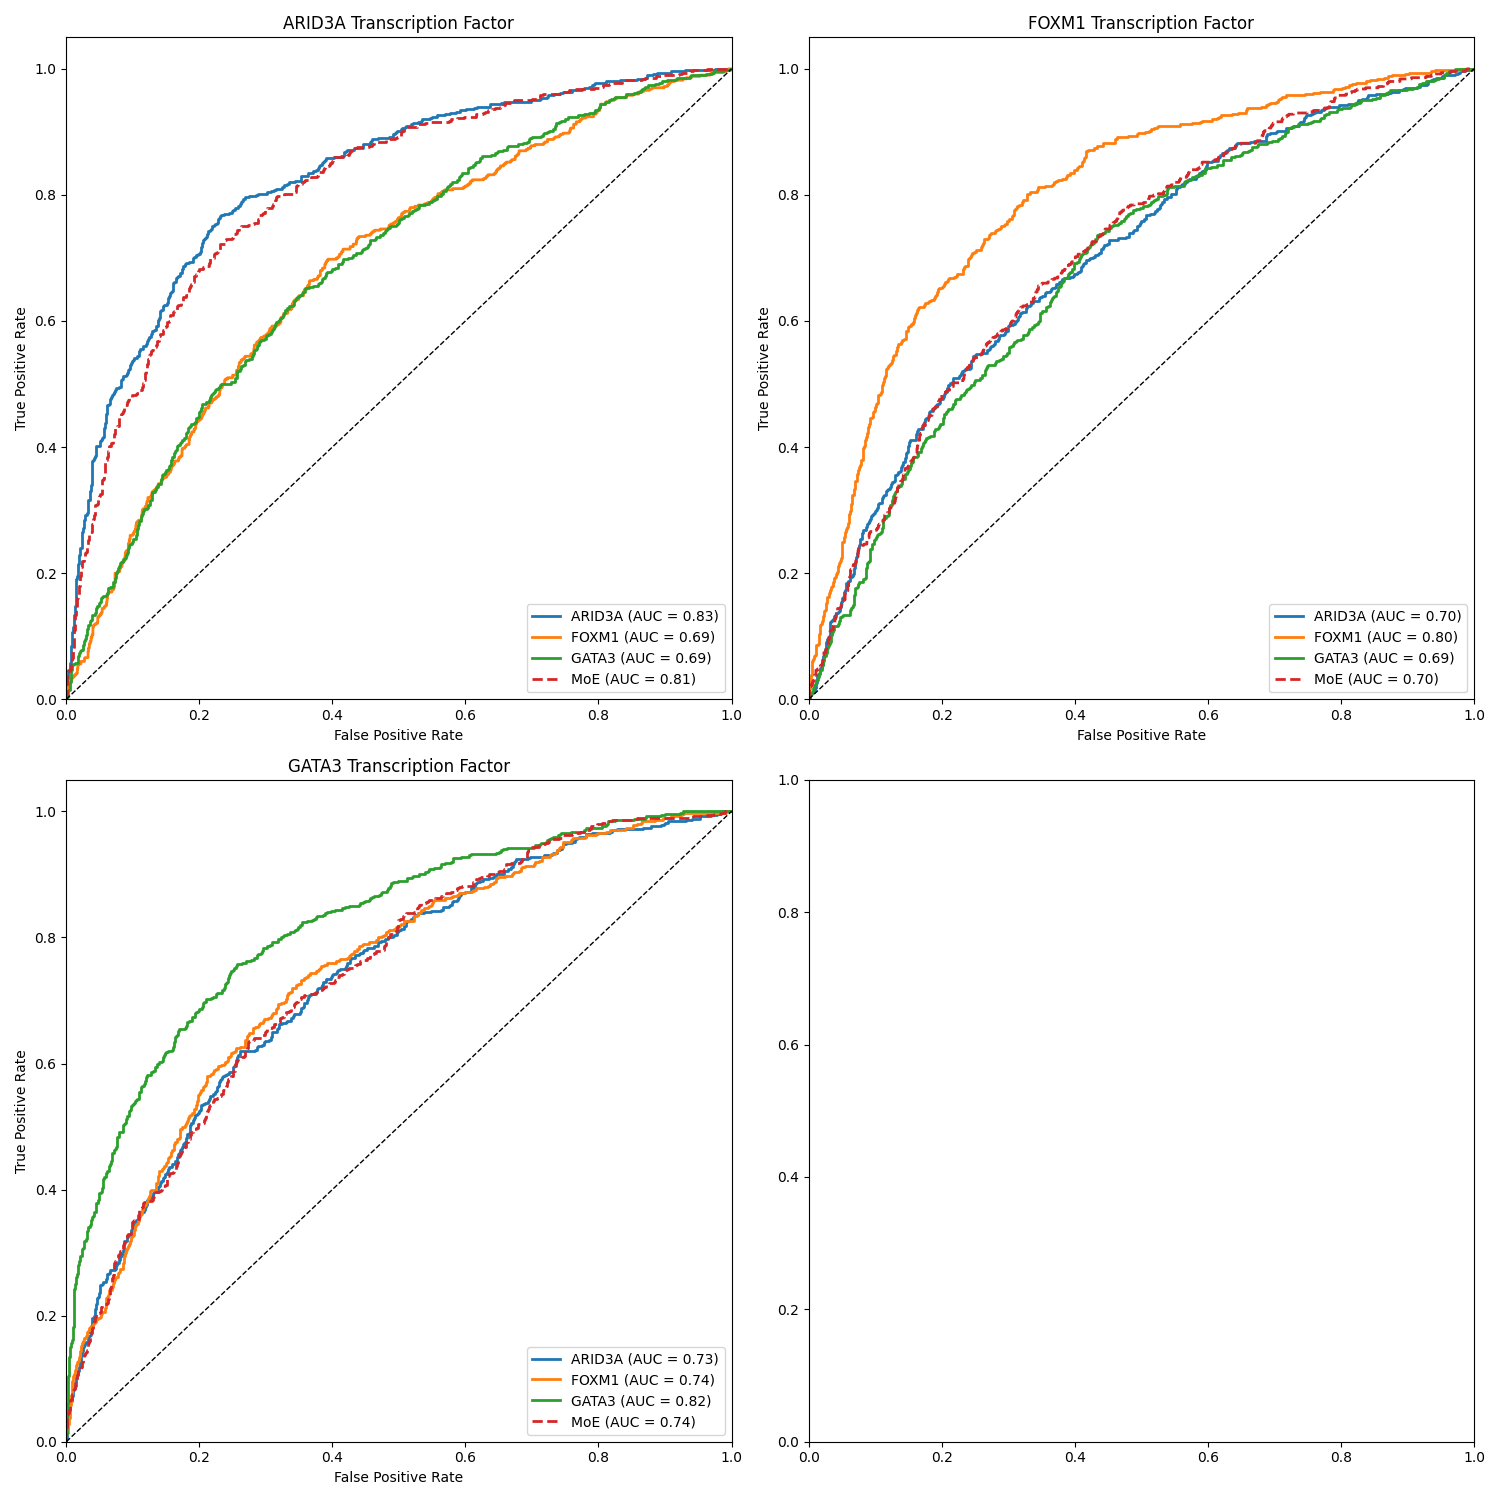 ARID3A Transcription Factor
True Positive Rate
1.0
0.8
0.6
0.4
0.2
0.0
ARID3A (AUC = 0.83)
FOXM1 (AUC = 0.69)
GATA3 (AUC = 0.69)
MoE (AUC = 0.81)
0.0 0.2 0.4 0.6 0.8 1.0
False Positive Rate
FOXM1 Transcription Factor
True Positive Rate
1.0
0.8
0.6
0.4
0.2
0.0
ARID3A (AUC = 0.70)
FOXM1 (AUC = 0.80)
GATA3 (AUC = 0.69)
MoE (AUC = 0.70)
0.0 0.2 0.4 0.6 0.8 1.0
False Positive Rate
GATA3 Transcription Factor
True Positive Rate
1.0
0.8
0.6
0.4
0.2
0.0
ARID3A (AUC = 0.73)
FOXM1 (AUC = 0.74)
GATA3 (AUC = 0.82)
MoE (AUC = 0.74)
0.0 0.2 0.4 0.6 0.8 1.0
False Positive Rate
1.0
0.8
0.6
0.4
0.2
0.0
0.0 0.2 0.4 0.6 0.8 1.0